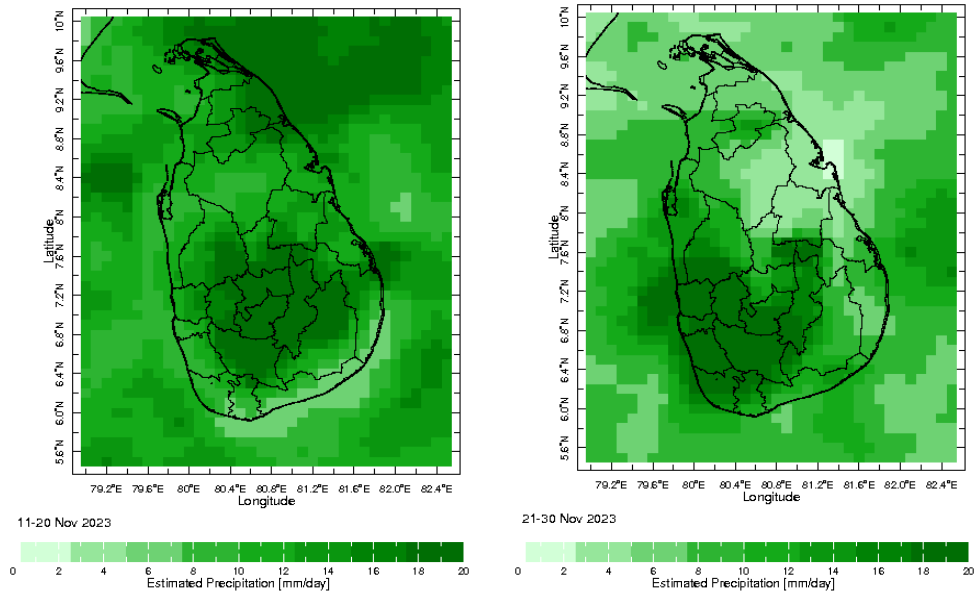 10°N
9.6°N
9.2°N
8.8°N
8.4°N
8°N
7.6°N
7.2°N
6.8°N
6.4°N
6.0°N
5.6°N
Latitude
79.2°E 79.6°E 80°E 80.4°E 80.8°E 81.2°E 81.6°E 82°E 82.4°E
Longitude
11-20 Nov 2023
0 2 4 6 8 10 12 14 16 18 20
Estimated Precipitation [mm/day]
10°N
9.6°N
9.2°N
8.8°N
8.4°N
8°N
7.6°N
7.2°N
6.8°N
6.4°N
6.0°N
5.6°N
Latitude
79.2°E 79.6°E 80°E 80.4°E 80.8°E 81.2°E 81.6°E 82°E 82.4°E
Longitude
21-30 Nov 2023
0 2 4 6 8 10 12 14 16 18 20
Estimated Precipitation [mm/day]